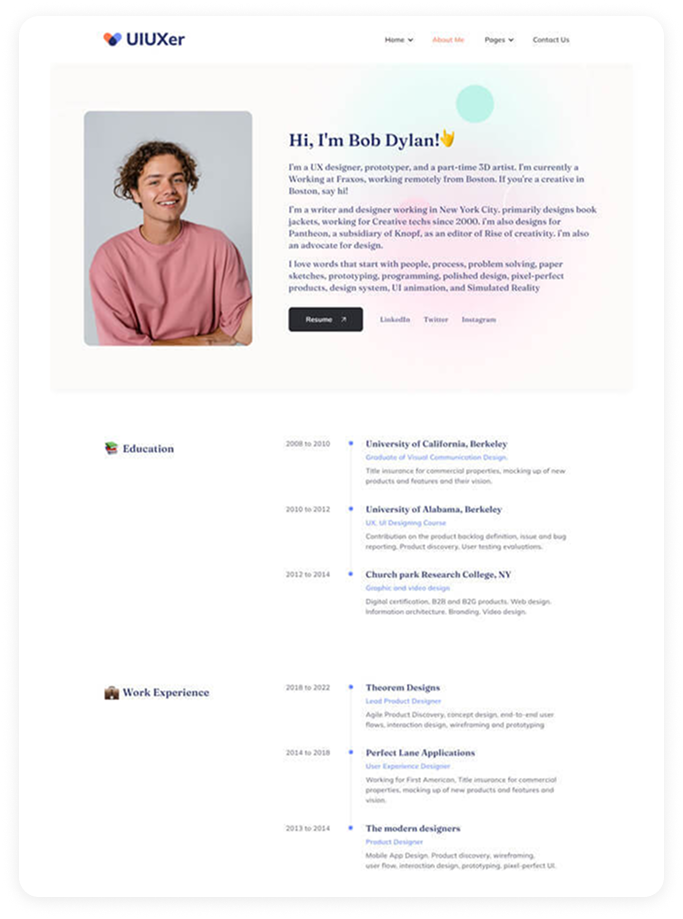 UIUXer
Home
About Me
Pages
Contact Us
Hi, I'm Bob Dylan!🤘
I'm a UX designer, prototyper, and a part-time 3D artist. I'm currently a
Working at Fraxos, working remotely from Boston. If you're a creative in
Boston, say hi!
I'm a writer and designer working in New York City. primarily designs book
jackets, working for Creative techs since 2000. i'm also designs for
Pantheon, a subsidiary of Knopf, as an editor of Rise of creativity. i'm also
an advocate for design.
I love words that start with people, process, problem solving, paper
sketches, prototyping, programming, polished design, pixel-perfect
products, design system, UI animation, and Simulated Reality
Resume
LinkedIn
Twitter
Instagram
Education
2008 to 2010
University of California, Berkeley
Graduate of Visual Communication Design.
Title insurance for commercial properties, mocking up of new
products and features and their vision.
2010 to 2012
University of Alabama, Berkeley
UX, UI Designing Course
Contribution on the product backlog definition, issue and bug
reporting, Product discovery, User testing evaluations.
2012 to 2014
Church park Research College, NY
Graphic and video design
Digital certification. B2B and B2G products. Web design.
Information architecture. Branding. Video design.
Work Experience
2018 to 2022
Theorem Designs
Lead Product Designer
Agile Product Discovery, concept design, end-to-end user
flows, interaction design, wireframing and prototyping
2014 to 2018
Perfect Lane Applications
User Experience Designer
Working for First American, Title insurance for commercial
properties, mocking up of new products and features and
vision.
2013 to 2014
The modern designers
Product Designer
Mobile App Design. Product discovery, wireframing,
user flow, interaction design, prototyping, pixel-perfect UI.